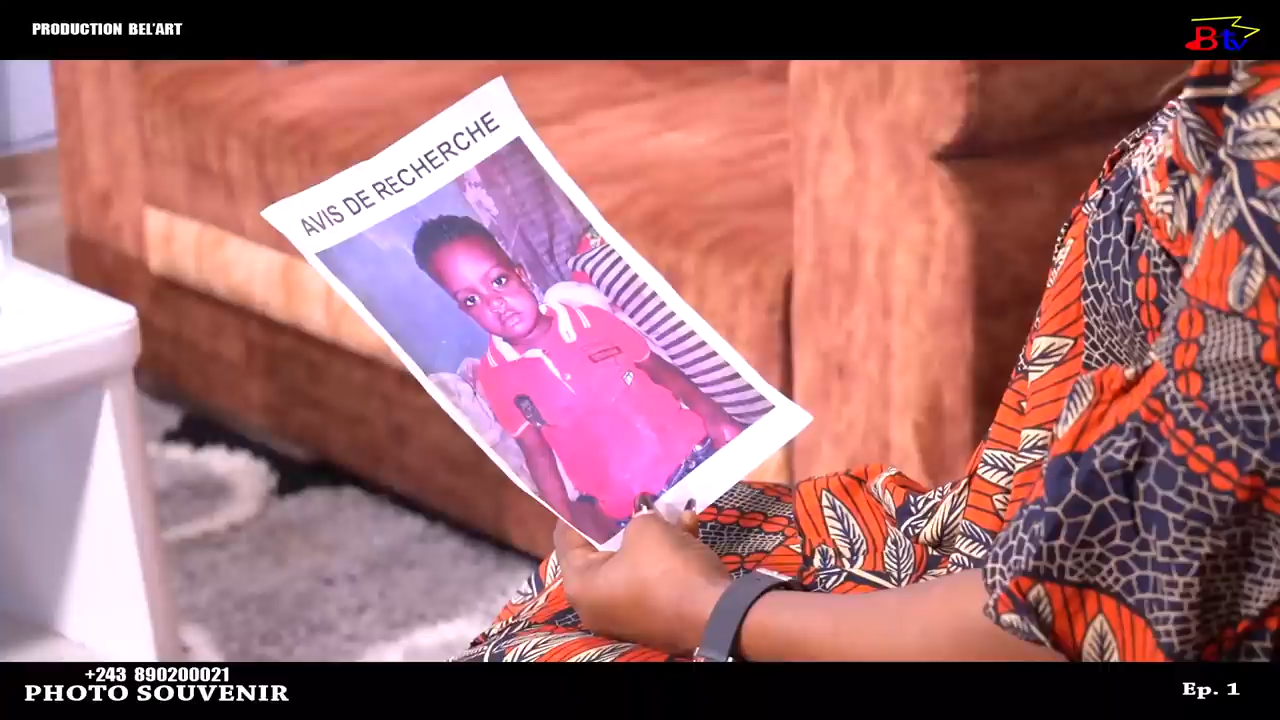 PRODUCTION BEL'ART
Btv
AVIS DE RECHERCHE
+243 890200021
PHOTO SOUVENIR
Ep. 1